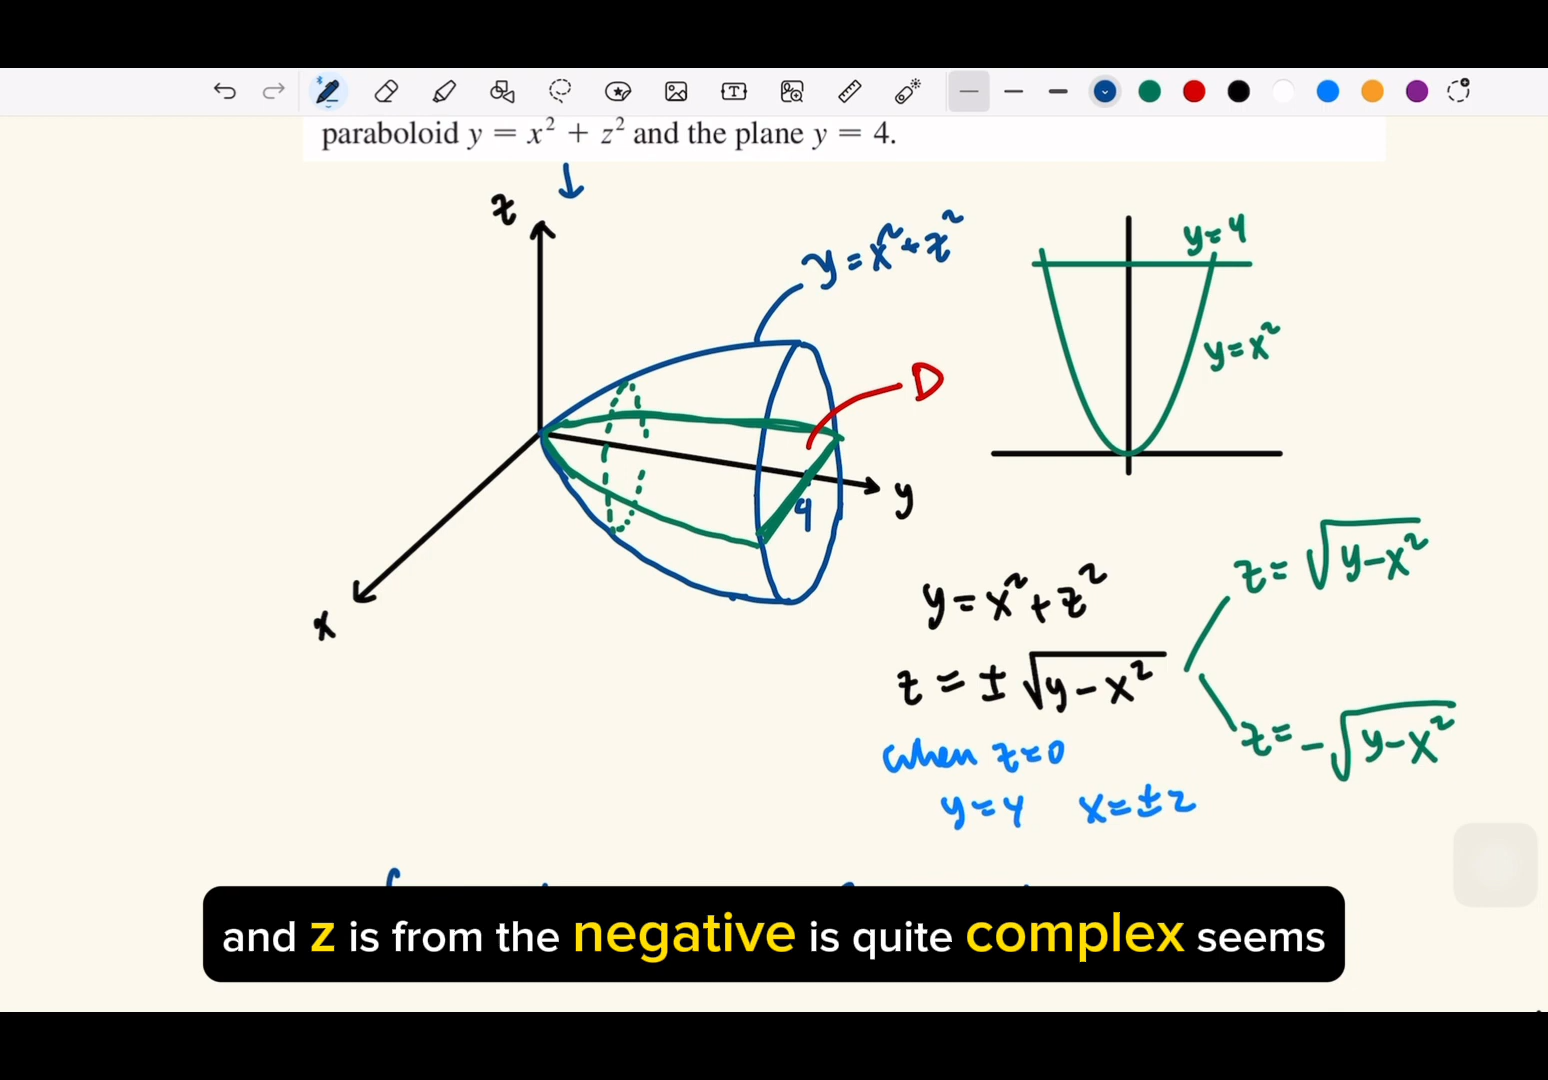 paraboloid y = x² + z² and the plane y = 4.
z
y = x² + z²
y = 4
y = x²
D
y
4
x
y = x² + z²
z = ± √(y − x²)
z = √(y − x²)
z = −√(y − x²)
when z = 0
y = 4 x = ± 2
and z is from the negative is quite complex seems